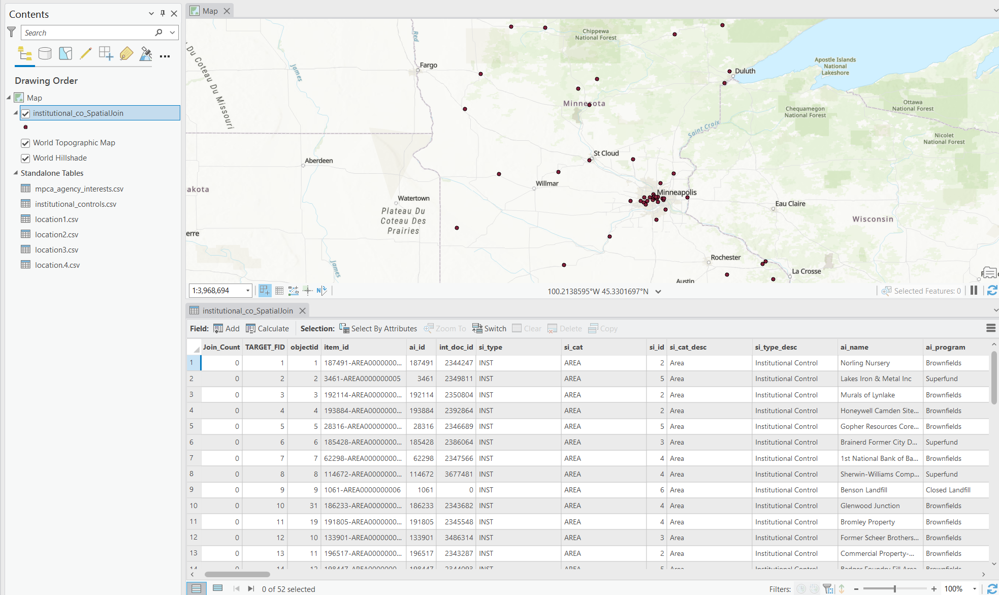 Contents
Search
Drawing Order
Map
institutional_co_SpatialJoin
World Topographic Map
World Hillshade
Standalone Tables
mpca_agency_interests.csv
institutional_controls.csv
location1.csv
location2.csv
location3.csv
location.4.csv
Map
Du Coteau Du Missouri
Red
James
Fargo
Chippewa
National Forest
Duluth
Apostle Islands
National
Lakeshore
Minnesota
Ottawa
National Forest
Chequamegon
National Forest
Saint Croix
Nicolet
National Forest
St Cloud
Aberdeen
Willmar
akota
Minneapolis
Watertown
Plateau Du
Coteau Des
Prairies
Eau Claire
Wisconsin
erre
James
Rochester
La Crosse
Austin
1:3,968,694
100.2138595°W 45.3301697°N
Selected Features: 0
institutional_co_SpatialJoin
Field: Add Calculate Selection: Select By Attributes Zoom To Switch Clear Delete Copy
Join_Count TARGET_FID objectid item_id ai_id int_doc_id si_type si_cat si_id si_cat_desc si_type_desc ai_name ai_program
1 0 1 1 187491-AREA0000000... 187491 2344247 INST AREA 2 Area Institutional Control Norling Nursery Brownfields
2 0 2 2 3461-AREA0000000005 3461 2349811 INST AREA 5 Area Institutional Control Lakes Iron & Metal Inc Superfund
3 0 3 3 192114-AREA0000000... 192114 2350804 INST AREA 2 Area Institutional Control Murals of Lynlake Brownfields
4 0 4 4 193884-AREA0000000... 193884 2392864 INST AREA 2 Area Institutional Control Honeywell Camden Site... Brownfields
5 0 5 5 28316-AREA00000000... 28316 2346689 INST AREA 5 Area Institutional Control Gopher Resources Core... Brownfields
6 0 6 6 185428-AREA0000000... 185428 2386064 INST AREA 3 Area Institutional Control Brainerd Former City D... Superfund
7 0 7 7 62298-AREA00000000... 62298 2347566 INST AREA 4 Area Institutional Control 1st National Bank of Ba... Brownfields
8 0 8 8 114672-AREA0000000... 114672 3677481 INST AREA 4 Area Institutional Control Sherwin-Williams Comp... Superfund
9 0 9 9 1061-AREA0000000006 1061 0 INST AREA 6 Area Institutional Control Benson Landfill Closed Landfill
10 0 10 31 186233-AREA0000000... 186233 2343682 INST AREA 4 Area Institutional Control Glenwood Junction Brownfields
11 0 11 19 191805-AREA0000000... 191805 2345548 INST AREA 4 Area Institutional Control Bromley Property Brownfields
12 0 12 10 133901-AREA0000000... 133901 3486314 INST AREA 3 Area Institutional Control Former Scheer Brothers... Brownfields
13 0 13 11 196517-AREA0000000... 196517 2343287 INST AREA 2 Area Institutional Control Commercial Property-... Brownfields
14 0 14 12 198447-AREA0000000... 198447 2344093 INST AREA 5 Area Institutional Control Badger Foundry Fill Area Brownfields
0 of 52 selected
Filters:
100%